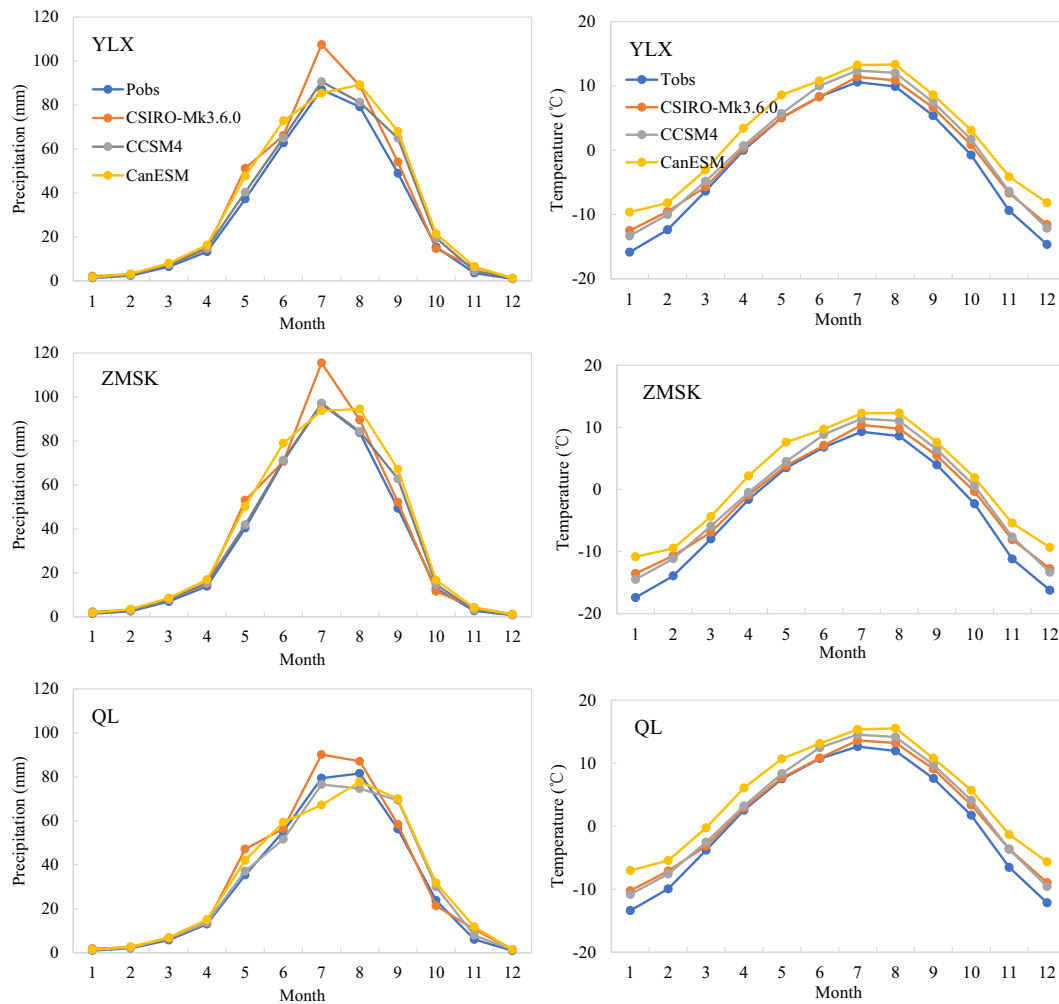 120
100
80
60
40
20
0
Precipitation (mm)
YLX
Pobs
CSIRO-Mk3.6.0
CCSM4
CanESM
1 2 3 4 5 6 7 8 9 10 11 12
Month
20
10
0
-10
-20
Temperature (℃)
YLX
Tobs
CSIRO-Mk3.6.0
CCSM4
CanESM
1 2 3 4 5 6 7 8 9 10 11 12
Month
120
100
80
60
40
20
0
Precipitation (mm)
ZMSK
1 2 3 4 5 6 7 8 9 10 11 12
Month
20
10
0
-10
-20
Temperature (℃)
ZMSK
1 2 3 4 5 6 7 8 9 10 11 12
Month
120
100
80
60
40
20
0
Precipitation (mm)
QL
1 2 3 4 5 6 7 8 9 10 11 12
Month
20
10
0
-10
-20
Temperature (℃)
QL
1 2 3 4 5 6 7 8 9 10 11 12
Month